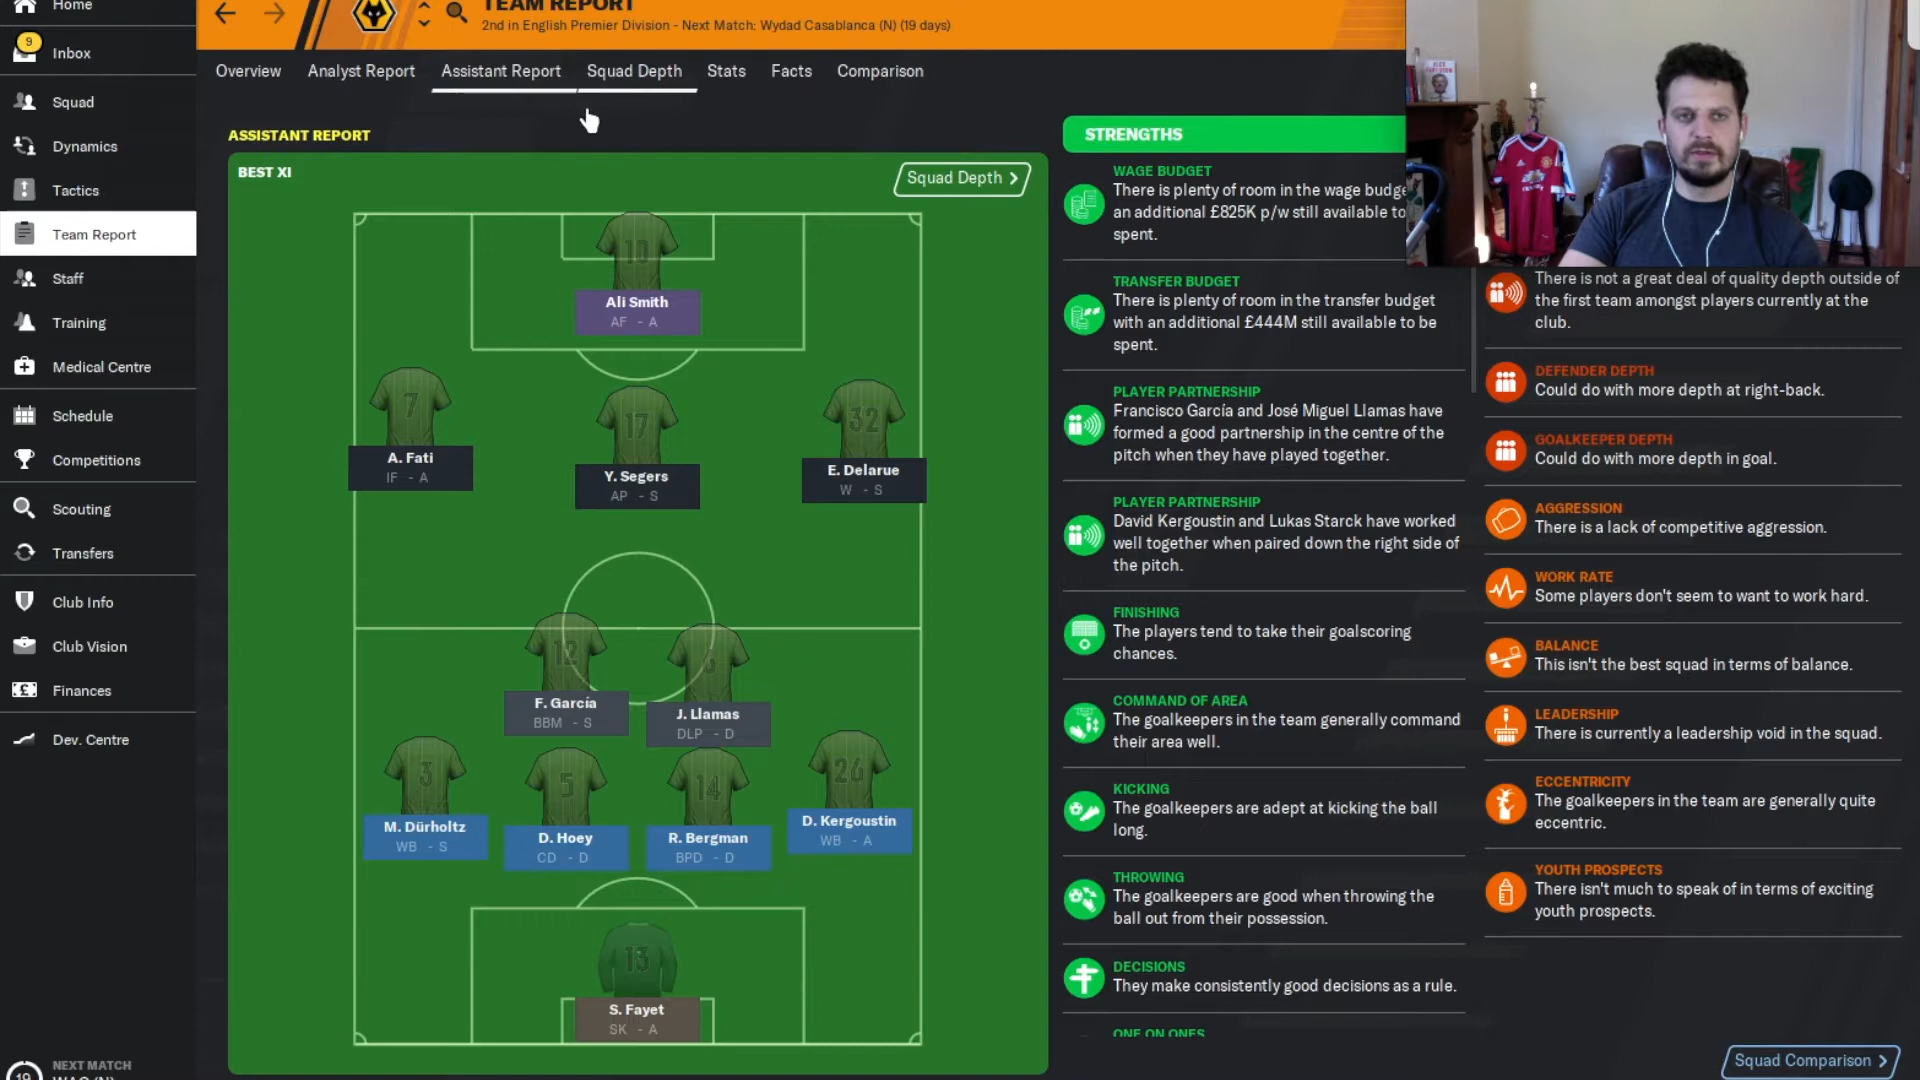 Home
9
Inbox
Squad
Dynamics
Tactics
Team Report
Staff
Training
Medical Centre
Schedule
Competitions
Scouting
Transfers
Club Info
Club Vision
Finances
Dev. Centre
19
NEXT MATCH
WAC (N)
TEAM REPORT
2nd in English Premier Division - Next Match: Wydad Casablanca (N) (19 days)
Overview
Analyst Report
Assistant Report
Squad Depth
Stats
Facts
Comparison
ASSISTANT REPORT
BEST XI
Squad Depth
10
Ali Smith
AF - A
7
A. Fati
IF - A
17
Y. Segers
AP - S
32
E. Delarue
W - S
12
F. García
BBM - S
J. Llamas
DLP - D
3
M. Dürholtz
WB - S
5
D. Hoey
CD - D
14
R. Bergman
BPD - D
26
D. Kergoustin
WB - A
13
S. Fayet
SK - A
STRENGTHS
WAGE BUDGET
There is plenty of room in the wage budge
an additional £825K p/w still available to
spent.
TRANSFER BUDGET
There is plenty of room in the transfer budget
with an additional £444M still available to be
spent.
PLAYER PARTNERSHIP
Francisco García and José Miguel Llamas have
formed a good partnership in the centre of the
pitch when they have played together.
PLAYER PARTNERSHIP
David Kergoustin and Lukas Starck have worked
well together when paired down the right side of
the pitch.
FINISHING
The players tend to take their goalscoring
chances.
COMMAND OF AREA
The goalkeepers in the team generally command
their area well.
KICKING
The goalkeepers are adept at kicking the ball
long.
THROWING
The goalkeepers are good when throwing the
ball out from their possession.
DECISIONS
They make consistently good decisions as a rule.
ONE ON ONES
There is not a great deal of quality depth outside of
the first team amongst players currently at the
club.
DEFENDER DEPTH
Could do with more depth at right-back.
GOALKEEPER DEPTH
Could do with more depth in goal.
AGGRESSION
There is a lack of competitive aggression.
WORK RATE
Some players don't seem to want to work hard.
BALANCE
This isn't the best squad in terms of balance.
LEADERSHIP
There is currently a leadership void in the squad.
ECCENTRICITY
The goalkeepers in the team are generally quite
eccentric.
YOUTH PROSPECTS
There isn't much to speak of in terms of exciting
youth prospects.
Squad Comparison